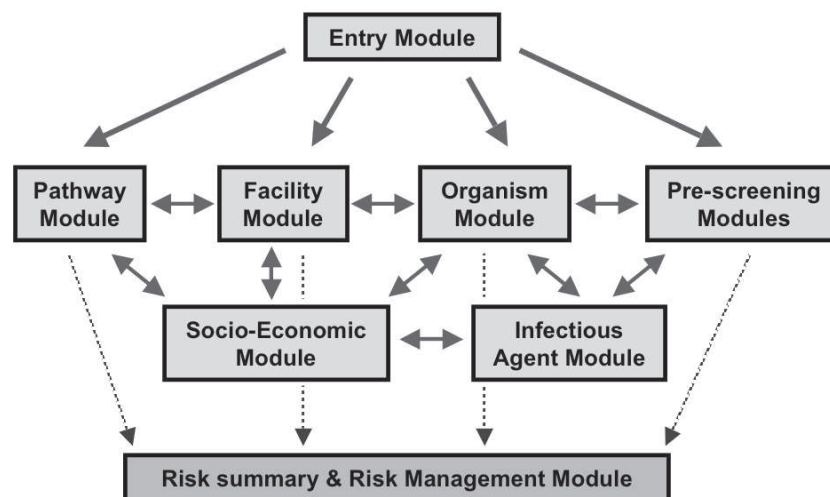 Entry Module
Pathway
Module
Facility
Module
Organism
Module
Pre-screening
Modules
Socio-Economic
Module
Infectious
Agent Module
Risk summary & Risk Management Module